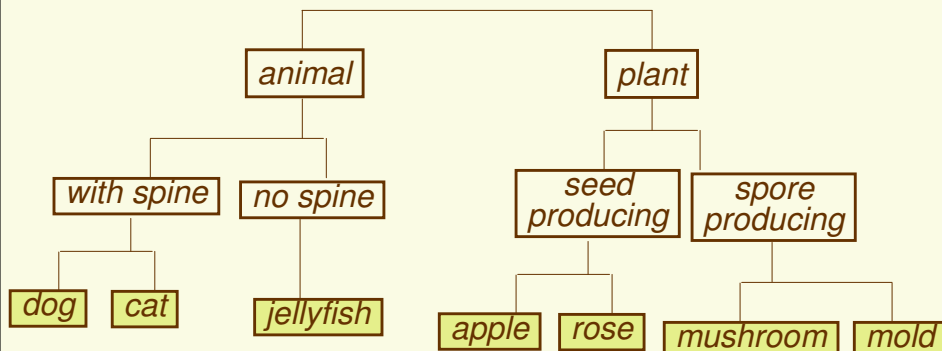 animal
plant
with spine
no spine
seed
producing
spore
producing
dog
cat
jellyfish
apple
rose
mushroom
mold